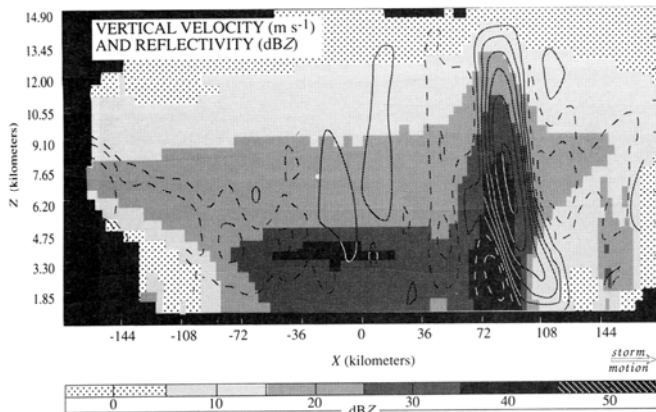 VERTICAL VELOCITY (m s⁻¹)
AND REFLECTIVITY (dBZ)
14.90
13.45
12.00
10.55
9.10
7.65
6.20
4.75
3.30
1.85
Z (kilometers)
-144 -108 -72 -36 0 36 72 108 144
X (kilometers)
storm
motion
0 10 20 30 40 50
dBZ